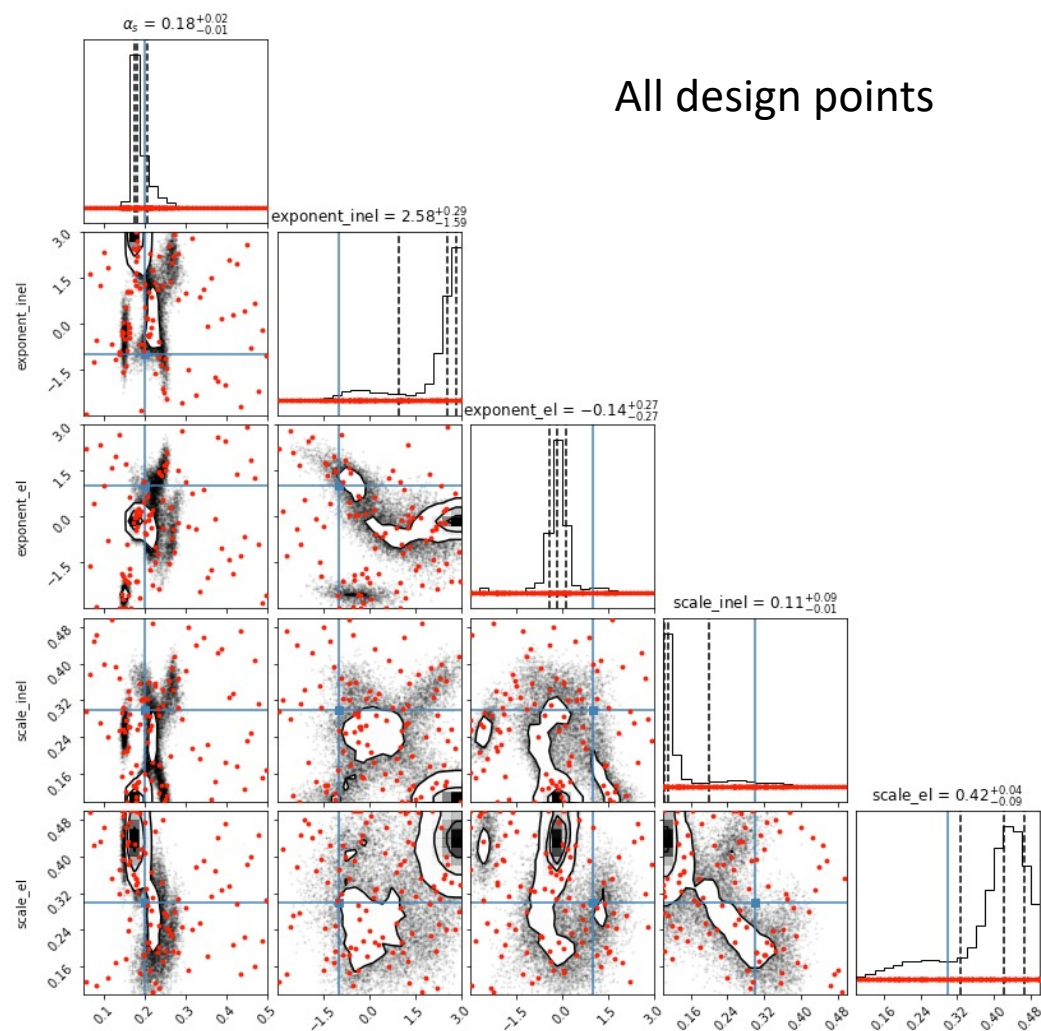 α_s = 0.18^{+0.02}_{-0.01}
All design points
exponent_inel = 2.58^{+0.29}_{-1.59}
3.0
1.5
0.0
−1.5
exponent_inel
exponent_el = −0.14^{+0.27}_{-0.27}
3.0
1.5
0.0
−1.5
exponent_el
scale_inel = 0.11^{+0.09}_{-0.01}
0.48
0.40
0.32
0.24
0.16
scale_inel
scale_el = 0.42^{+0.04}_{-0.09}
0.48
0.40
0.32
0.24
0.16
scale_el
0.1 0.2 0.3 0.4 0.5 −1.5 0.0 1.5 3.0 −1.5 0.0 1.5 3.0 0.16 0.24 0.32 0.40 0.48 0.16 0.24 0.32 0.40 0.48